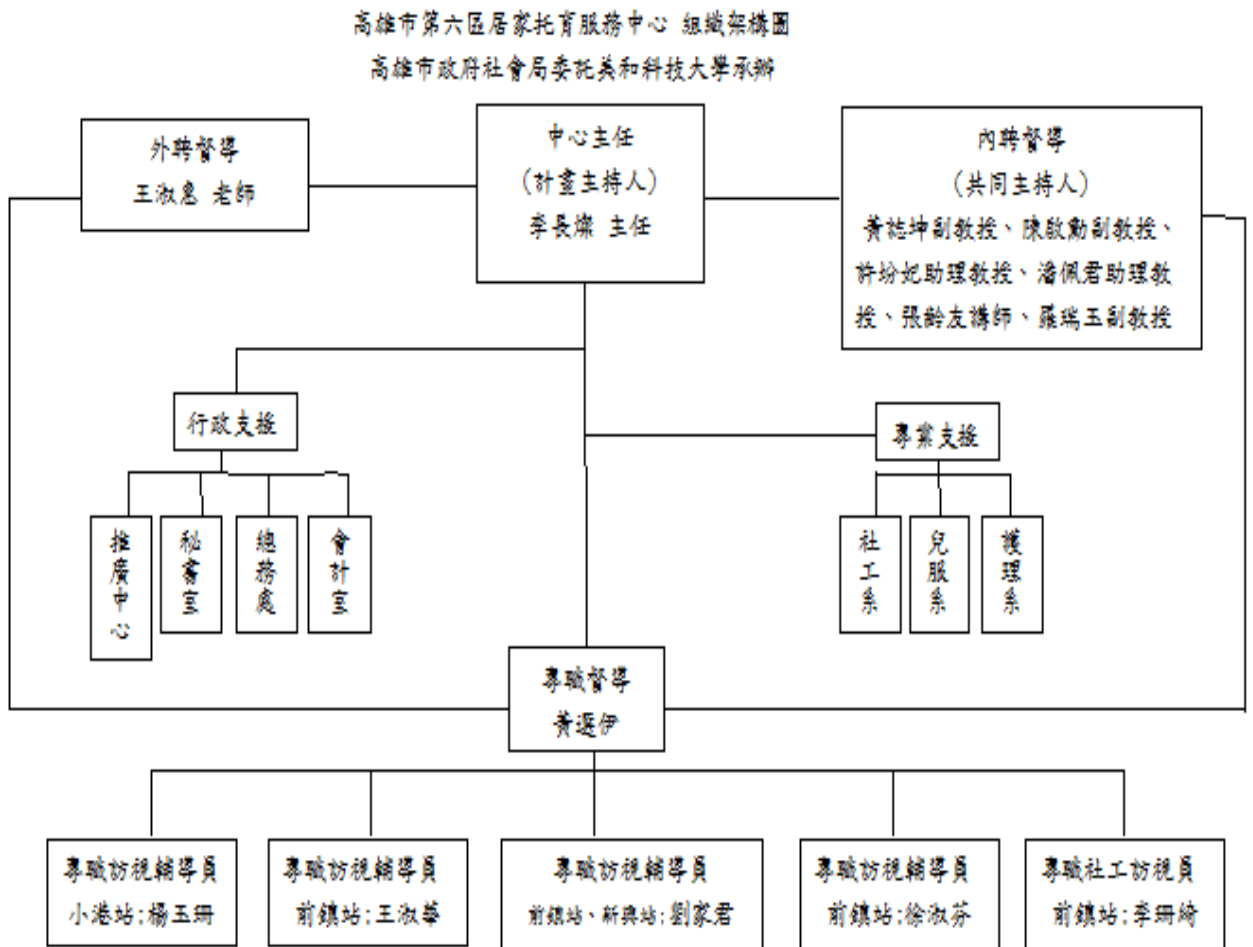 高雄市第六區居家托育服務中心 組織架構圖
高雄市政府社會局委托美和科技大學承辦
外聘督導
王淑惠 老師
中心主任
(計畫主持人)
李長燦 主任
內聘督導
(共同主持人)
黃誌坤副教授、陳啟勳副教授、
許坋妃助理教授、潘佩君助理教
授、張齡友講師、羅瑞玉副教授
行政支援
專業支援
推廣中心
秘書室
總務處
會計室
社工系
兒服系
護理系
專職督導
黃選伊
專職訪視輔導員
小港站:楊玉珊
專職訪視輔導員
前鎮站:王淑華
專職訪視輔導員
前鎮站、新興站:劉家君
專職訪視輔導員
前鎮站:徐淑芬
專職社工訪視員
前鎮站:李珊綺